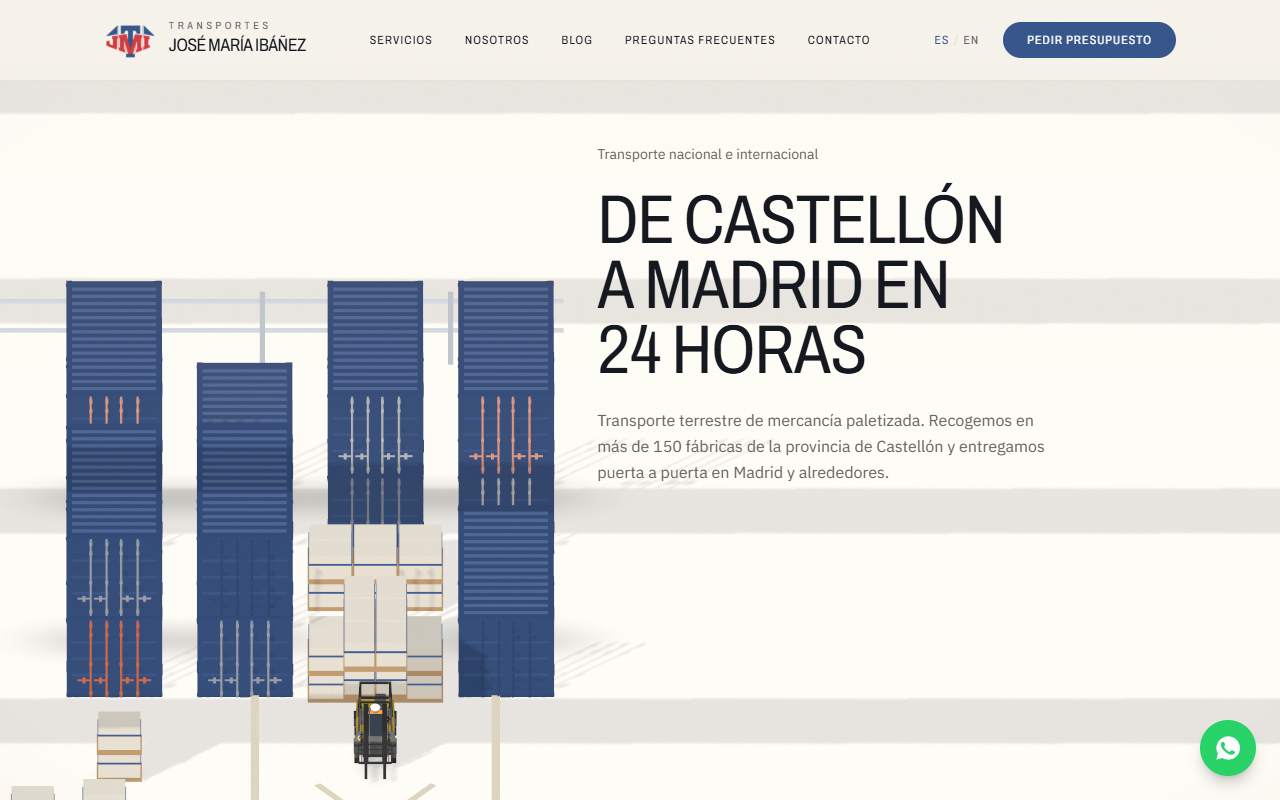 TRANSPORTES
JOSÉ MARÍA IBÁÑEZ
SERVICIOS
NOSOTROS
BLOG
PREGUNTAS FRECUENTES
CONTACTO
ES / EN
PEDIR PRESUPUESTO
Transporte nacional e internacional
DE CASTELLÓN
A MADRID EN
24 HORAS
Transporte terrestre de mercancía paletizada. Recogemos en
más de 150 fábricas de la provincia de Castellón y entregamos
puerta a puerta en Madrid y alrededores.